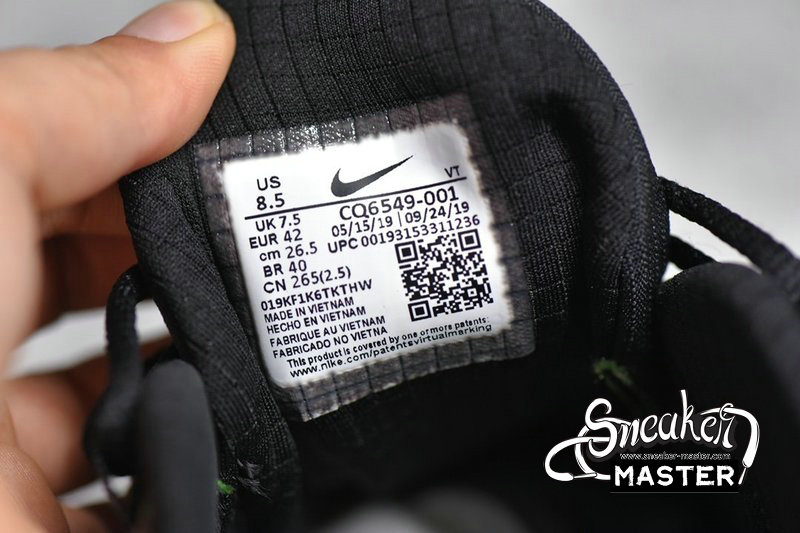 US
8.5
VT
UK 7.5
CQ6549-001
EUR 42
05/15/19 | 09/24/19
cm 26.5
UPC 00193153311236
BR 40
CN 265(2.5)
019KF1K6TKTHW
MADE IN VIETNAM
HECHO EN VIETNAM
FABRIQUE AU VIETNAM
FABRICADO NO VIETNA
This product is covered by one or more patents:
www.nike.com/patentsvirtualmarking
Sneaker
www.sneaker-master.com
MASTER